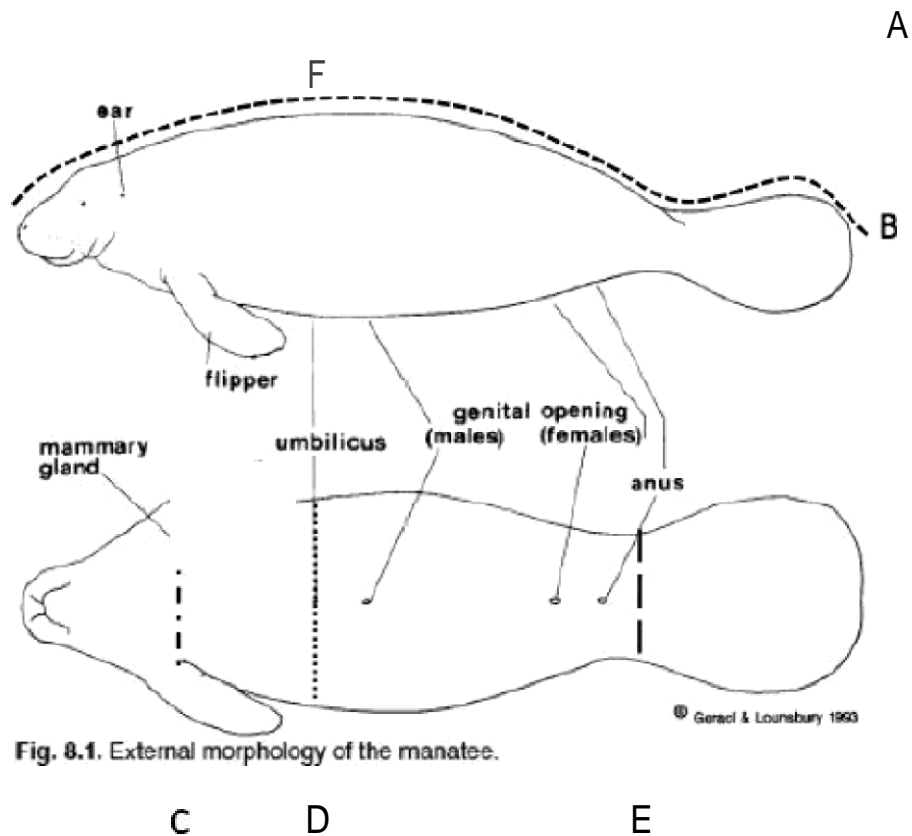 A
F
ear
B
flipper
genital opening
mammary
gland
umbilicus
(males)
(females)
anus
© Geraci & Lounsbury 1993
Fig. 8.1. External morphology of the manatee.
C
D
E